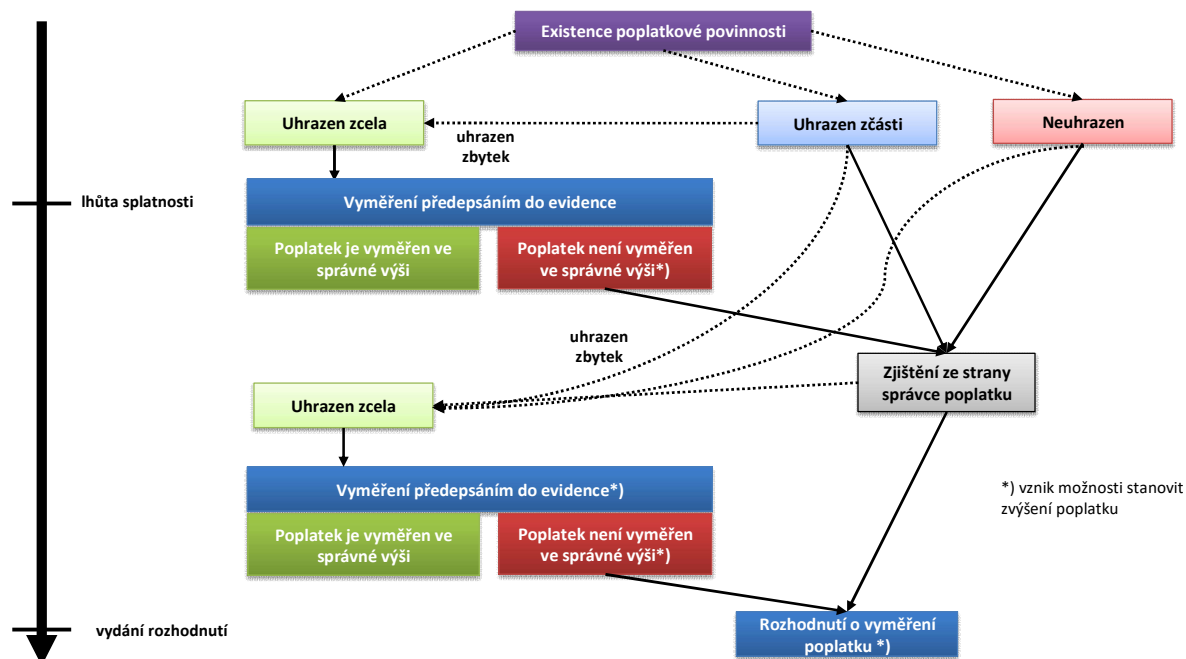 Existence poplatkové povinnosti
Uhrazen zcela
uhrazen
zbytek
Uhrazen zčásti
Neuhrazen
lhůta splatnosti
Vyměření předepsáním do evidence
Poplatek je vyměřen ve
správné výši
Poplatek není vyměřen
ve správné výši*)
uhrazen
zbytek
Zjištění ze strany
správce poplatku
Uhrazen zcela
Vyměření předepsáním do evidence*)
Poplatek je vyměřen ve
správné výši
Poplatek není vyměřen
ve správné výši*)
*) vznik možnosti stanovit
zvýšení poplatku
vydání rozhodnutí
Rozhodnutí o vyměření
poplatku *)